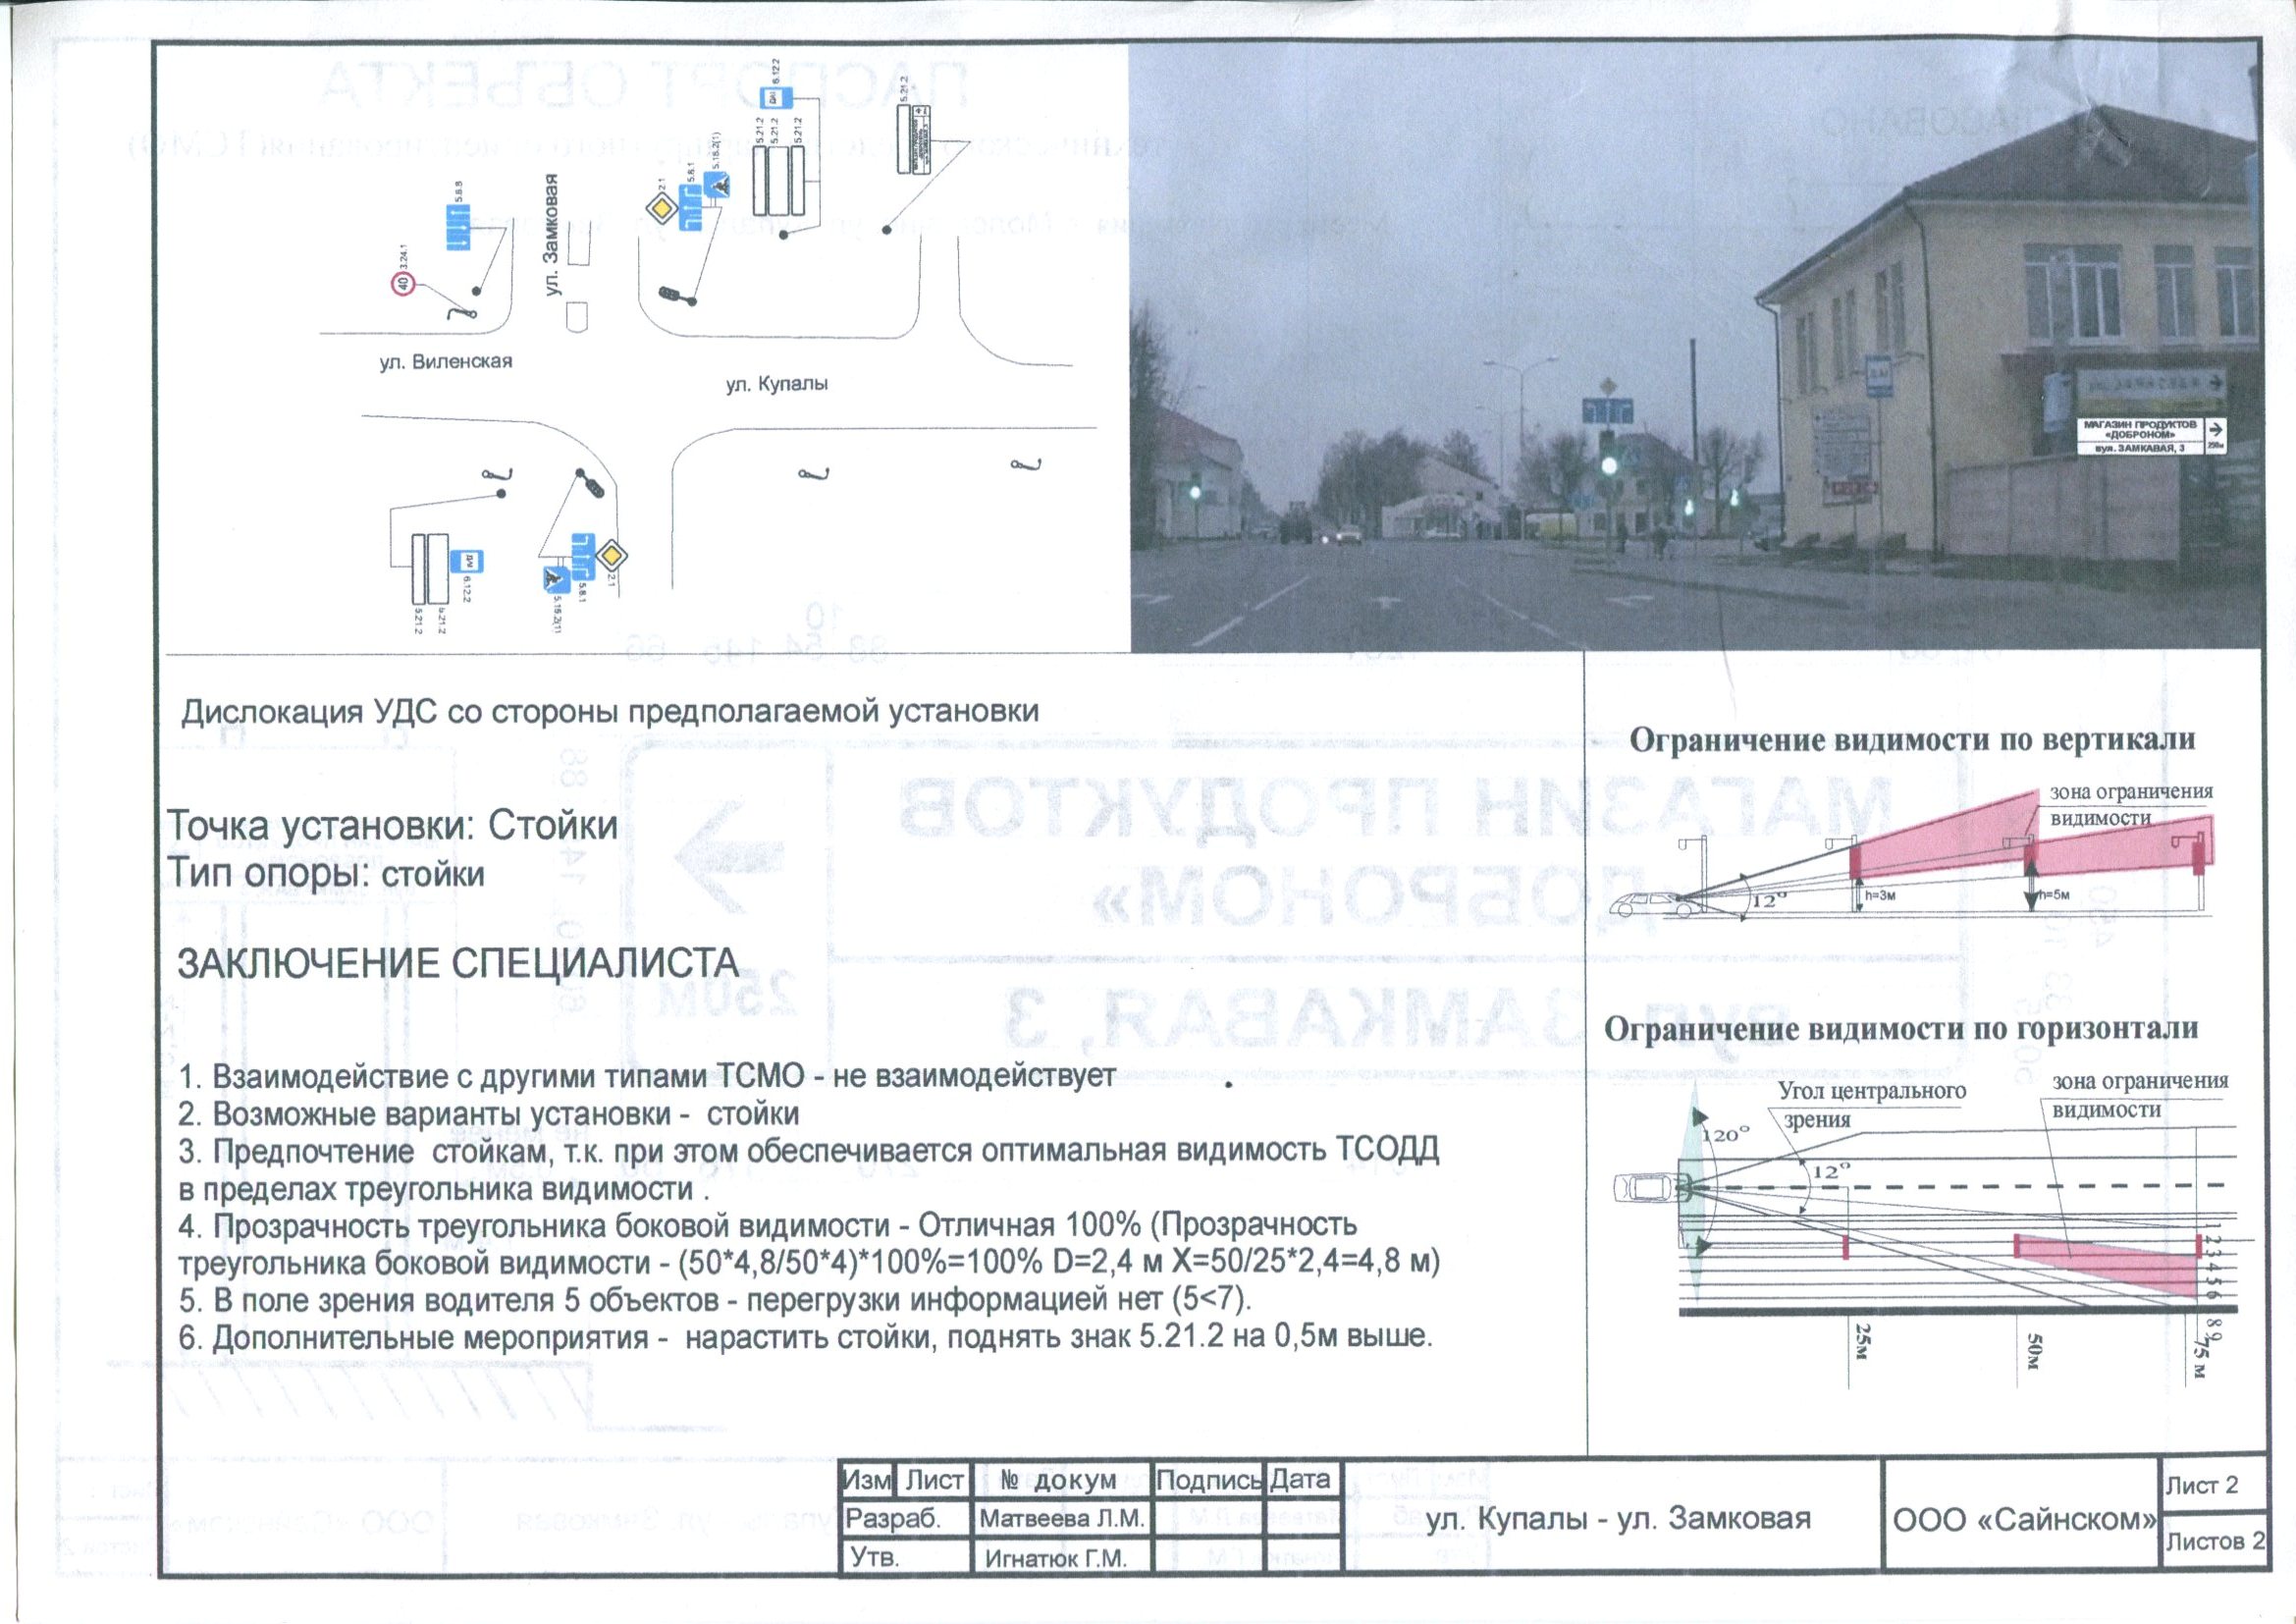 5.8.8
3.24.1
40
ул. Замковая
2.1
5.8.1
5.15.2(1)
6.12.2
5.21.2
5.21.2
5.21.2
5.21.2
ул. Виленская
ул. Купалы
5.21.2
5.21.2
6.12.2
5.15.2(1)
5.8.1
2.1
ДАІ
МАГАЗИН ПРОДУКТОВ
«ДОБРОНОМ»
вул. ЗАМКАВАЯ, 3
250м
Дислокация УДС со стороны предполагаемой установки
Точка установки: Стойки
Тип опоры: стойки
ЗАКЛЮЧЕНИЕ СПЕЦИАЛИСТА
1. Взаимодействие с другими типами ТСМО - не взаимодействует
2. Возможные варианты установки - стойки
3. Предпочтение стойкам, т.к. при этом обеспечивается оптимальная видимость ТСОДД
в пределах треугольника видимости .
4. Прозрачность треугольника боковой видимости - Отличная 100% (Прозрачность
треугольника боковой видимости - (50*4,8/50*4)*100%=100% D=2,4 м X=50/25*2,4=4,8 м)
5. В поле зрения водителя 5 объектов - перегрузки информацией нет (5<7).
6. Дополнительные мероприятия - нарастить стойки, поднять знак 5.21.2 на 0,5м выше.
Ограничение видимости по вертикали
зона ограничения
видимости
12°
h=3м
h=5м
Ограничение видимости по горизонтали
Угол центрального
зрения
зона ограничения
видимости
120°
12°
1 2 3 4 5 6
8 9
25м
50м
75 м
Изм Лист № докум Подпись Дата
Разраб. Матвеева Л.М.
Утв. Игнатюк Г.М.
ул. Купалы - ул. Замковая
ООО «Сайнском»
Лист 2
Листов 2